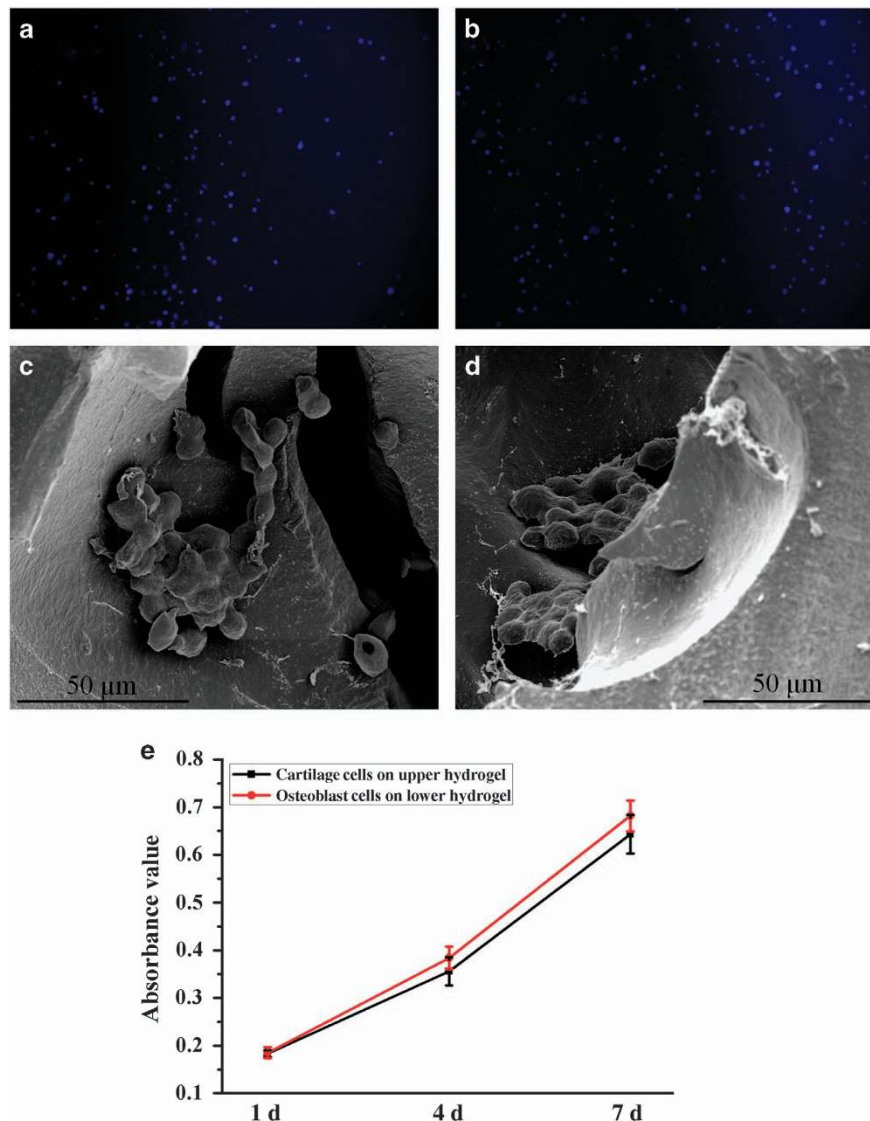 a
b
c
50 µm
d
50 µm
e
Cartilage cells on upper hydrogel
Osteoblast cells on lower hydrogel
Absorbance value
0.8
0.7
0.6
0.5
0.4
0.3
0.2
0.1
1 d 4 d 7 d